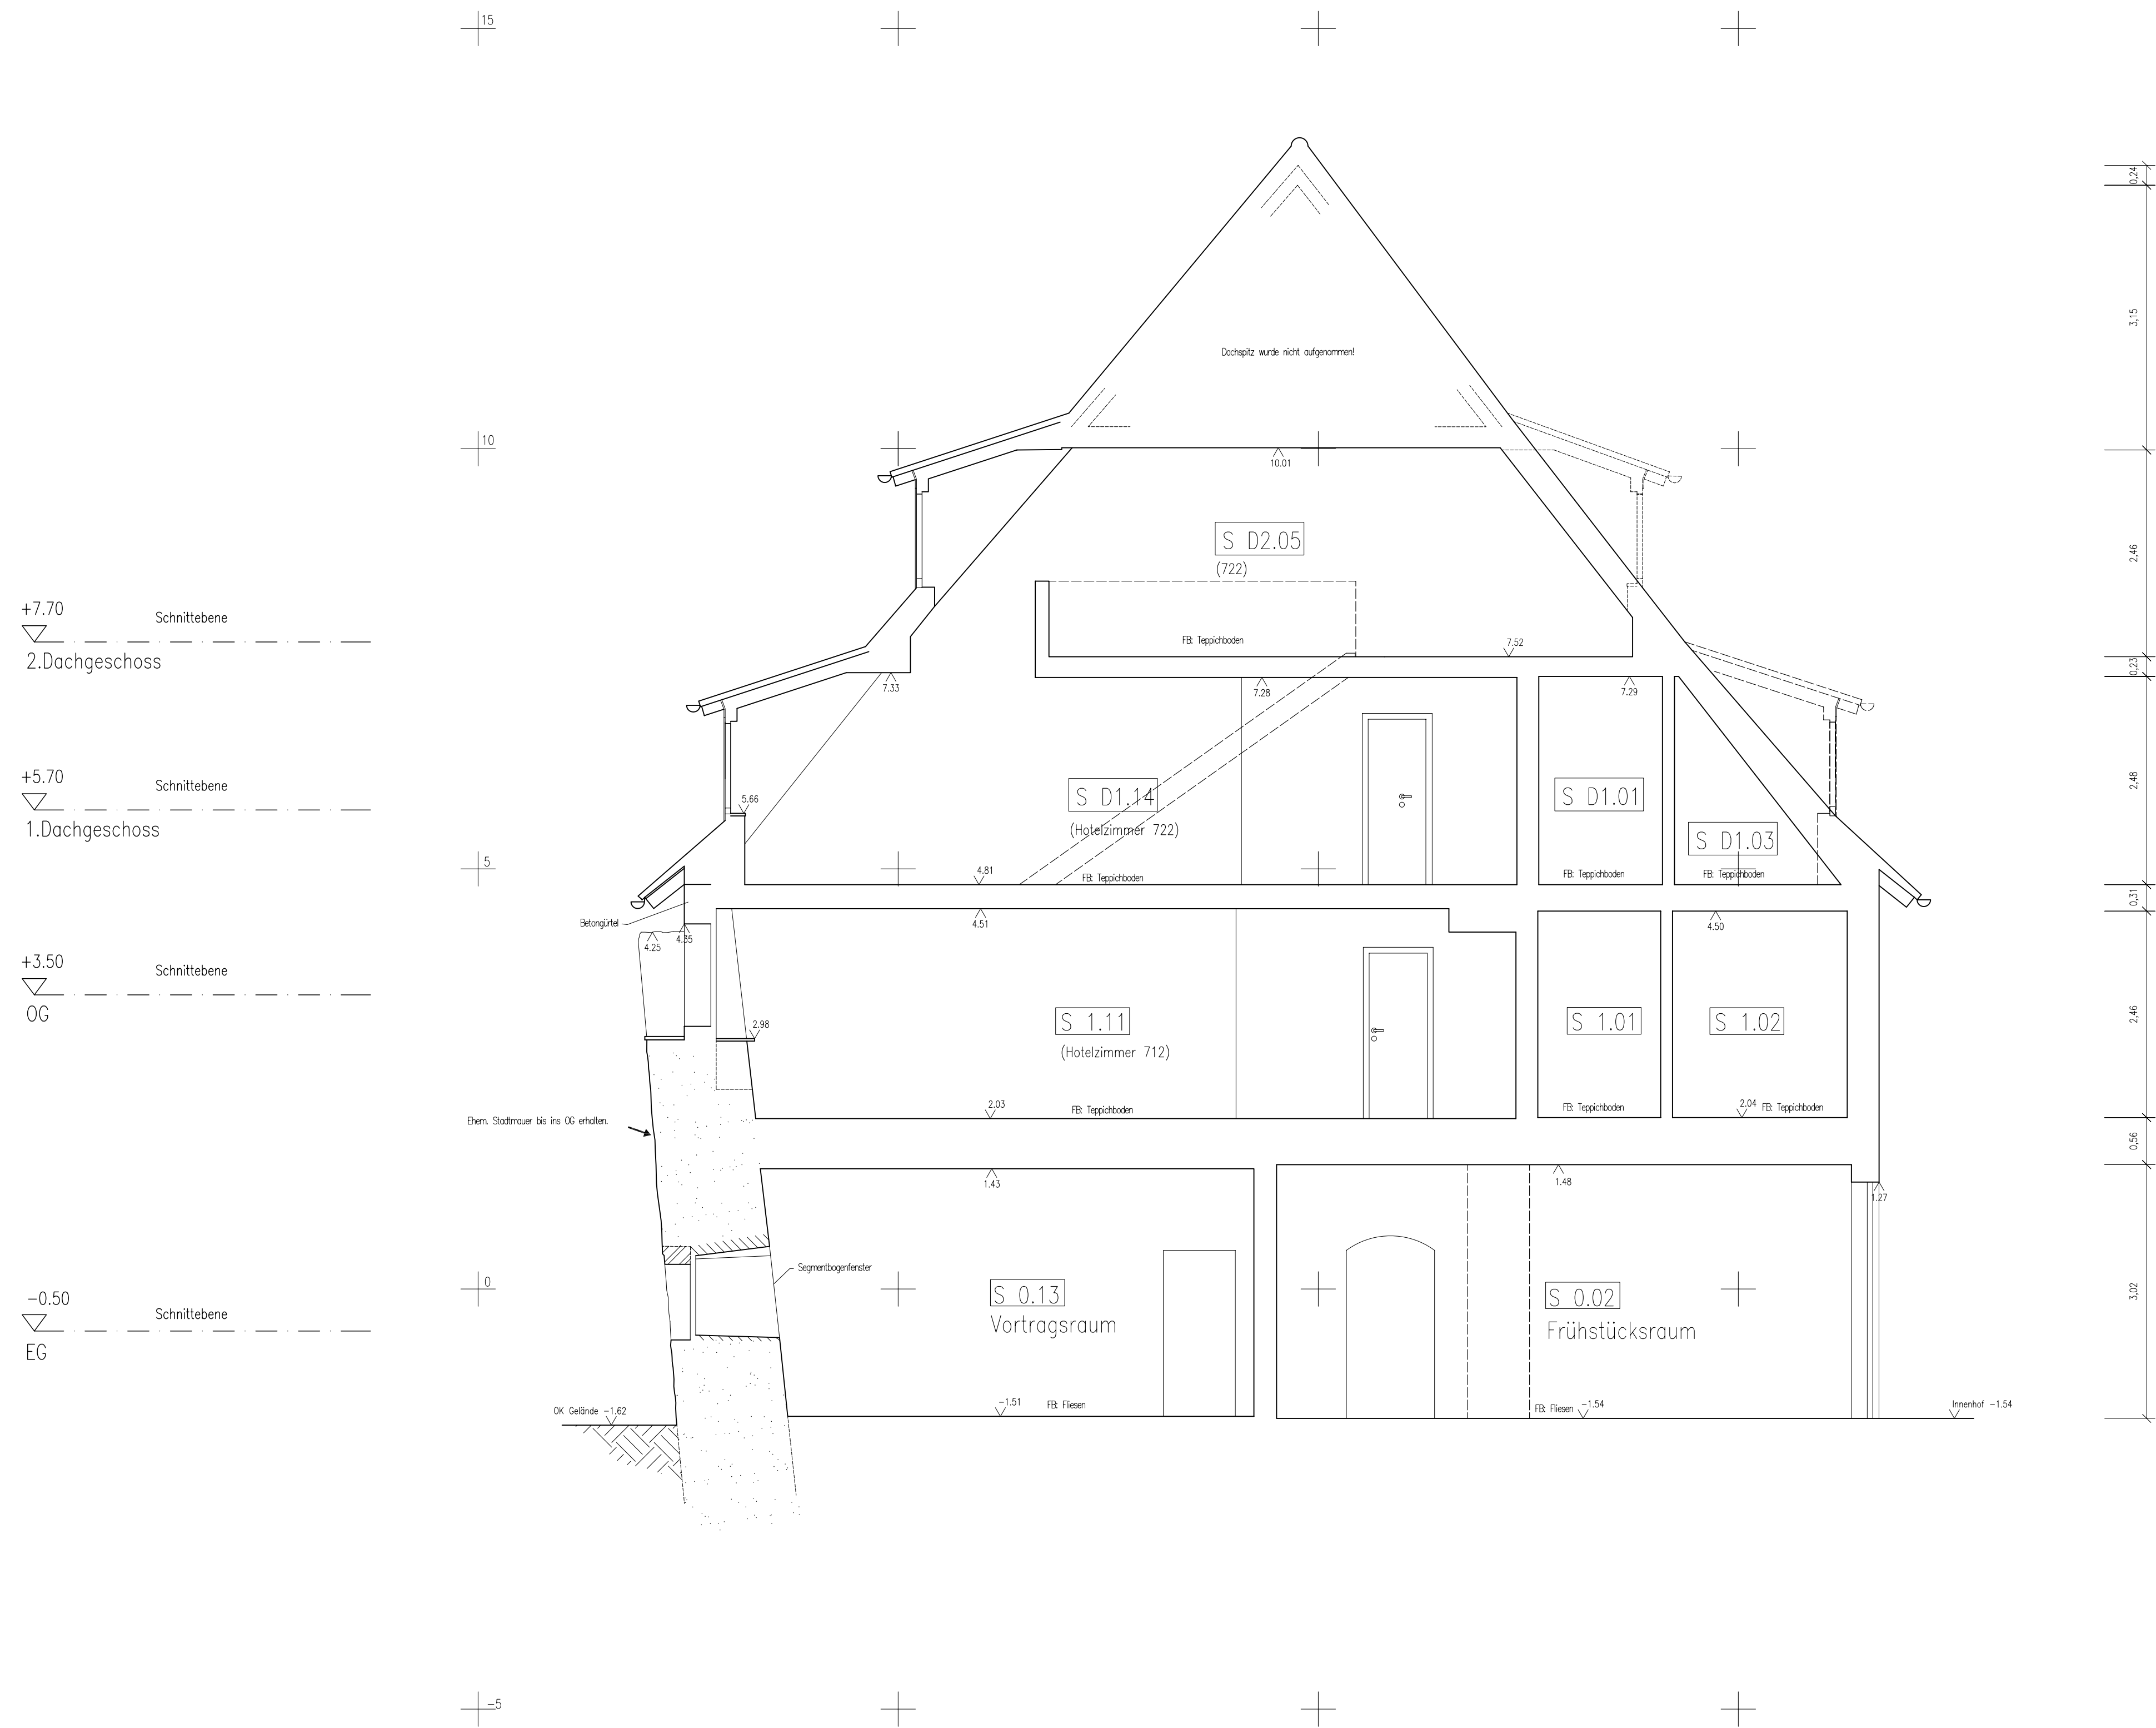 15
0,24
3,15
Dachspitz wurde nicht aufgenommen!
10
10.01
S D2.05
(722)
2,46
+7.70
Schnittebene
2.Dachgeschoss
FB: Teppichboden
7.52
0,23
7.33
7.28
7.29
+5.70
Schnittebene
1.Dachgeschoss
5.66
S D1.14
(Hotelzimmer 722)
S D1.01
S D1.03
2,48
5
4.81
FB: Teppichboden
FB: Teppichboden
FB: Teppichboden
0,31
Betongürtel
4.25
4.35
4.51
4.50
+3.50
Schnittebene
OG
2.98
S 1.11
(Hotelzimmer 712)
S 1.01
S 1.02
2,46
2.03
FB: Teppichboden
FB: Teppichboden
2.04 FB: Teppichboden
Ehem. Stadtmauer bis ins OG erhalten.
0,56
1.43
1.48
1.27
Segmentbogenfenster
0
-0.50
Schnittebene
EG
S 0.13
Vortragsraum
S 0.02
Frühstücksraum
3,02
OK Gelände -1.62
-1.51
FB: Fliesen
FB: Fliesen -1.54
Innenhof -1.54
-5